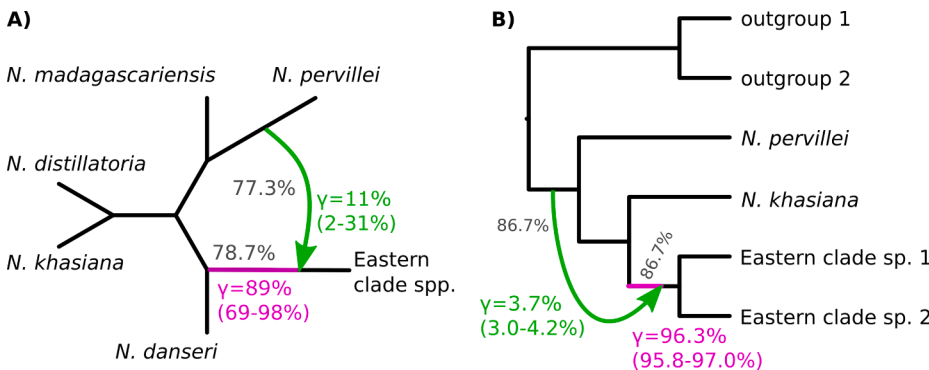 A)
N. madagascariensis
N. pervillei
N. distillatoria
77.3%
γ=11%
(2-31%)
N. khasiana
78.7%
Eastern
clade spp.
γ=89%
(69-98%)
N. danseri
B)
outgroup 1
outgroup 2
N. pervillei
N. khasiana
86.7%
86.7%
Eastern clade sp. 1
Eastern clade sp. 2
γ=3.7%
(3.0-4.2%)
γ=96.3%
(95.8-97.0%)